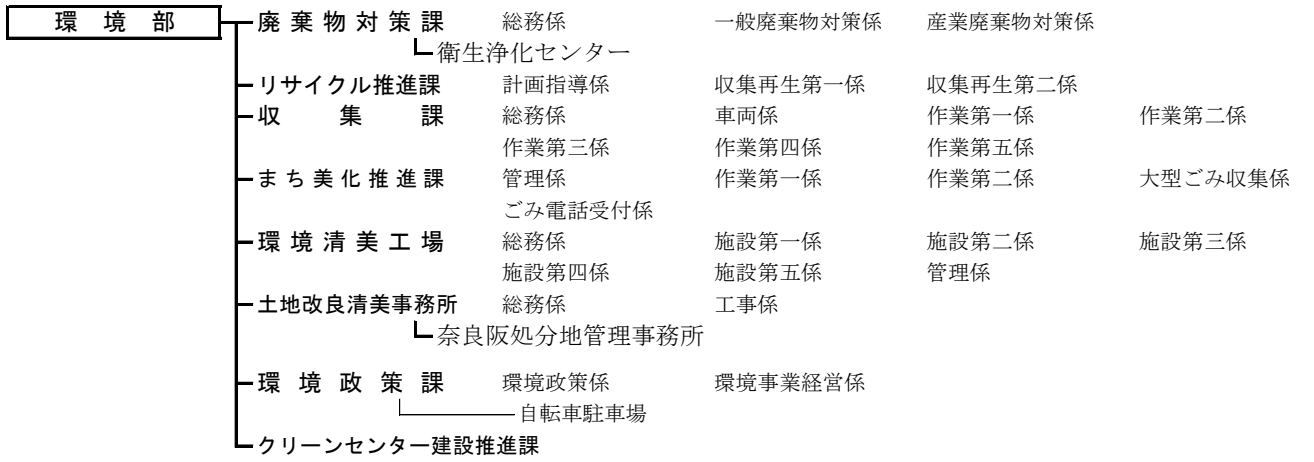 環境部 廃棄物対策課 総務係 一般廃棄物対策係 産業廃棄物対策係
衛生浄化センター
リサイクル推進課 計画指導係 収集再生第一係 収集再生第二係
収集課 総務係 車両係 作業第一係 作業第二係
作業第三係 作業第四係 作業第五係
まち美化推進課 管理係 作業第一係 作業第二係 大型ごみ収集係
ごみ電話受付係
環境清美工場 総務係 施設第一係 施設第二係 施設第三係
施設第四係 施設第五係 管理係
土地改良清美事務所 総務係 工事係
奈良阪処分地管理事務所
環境政策課 環境政策係 環境事業経営係
自転車駐車場
クリーンセンター建設推進課